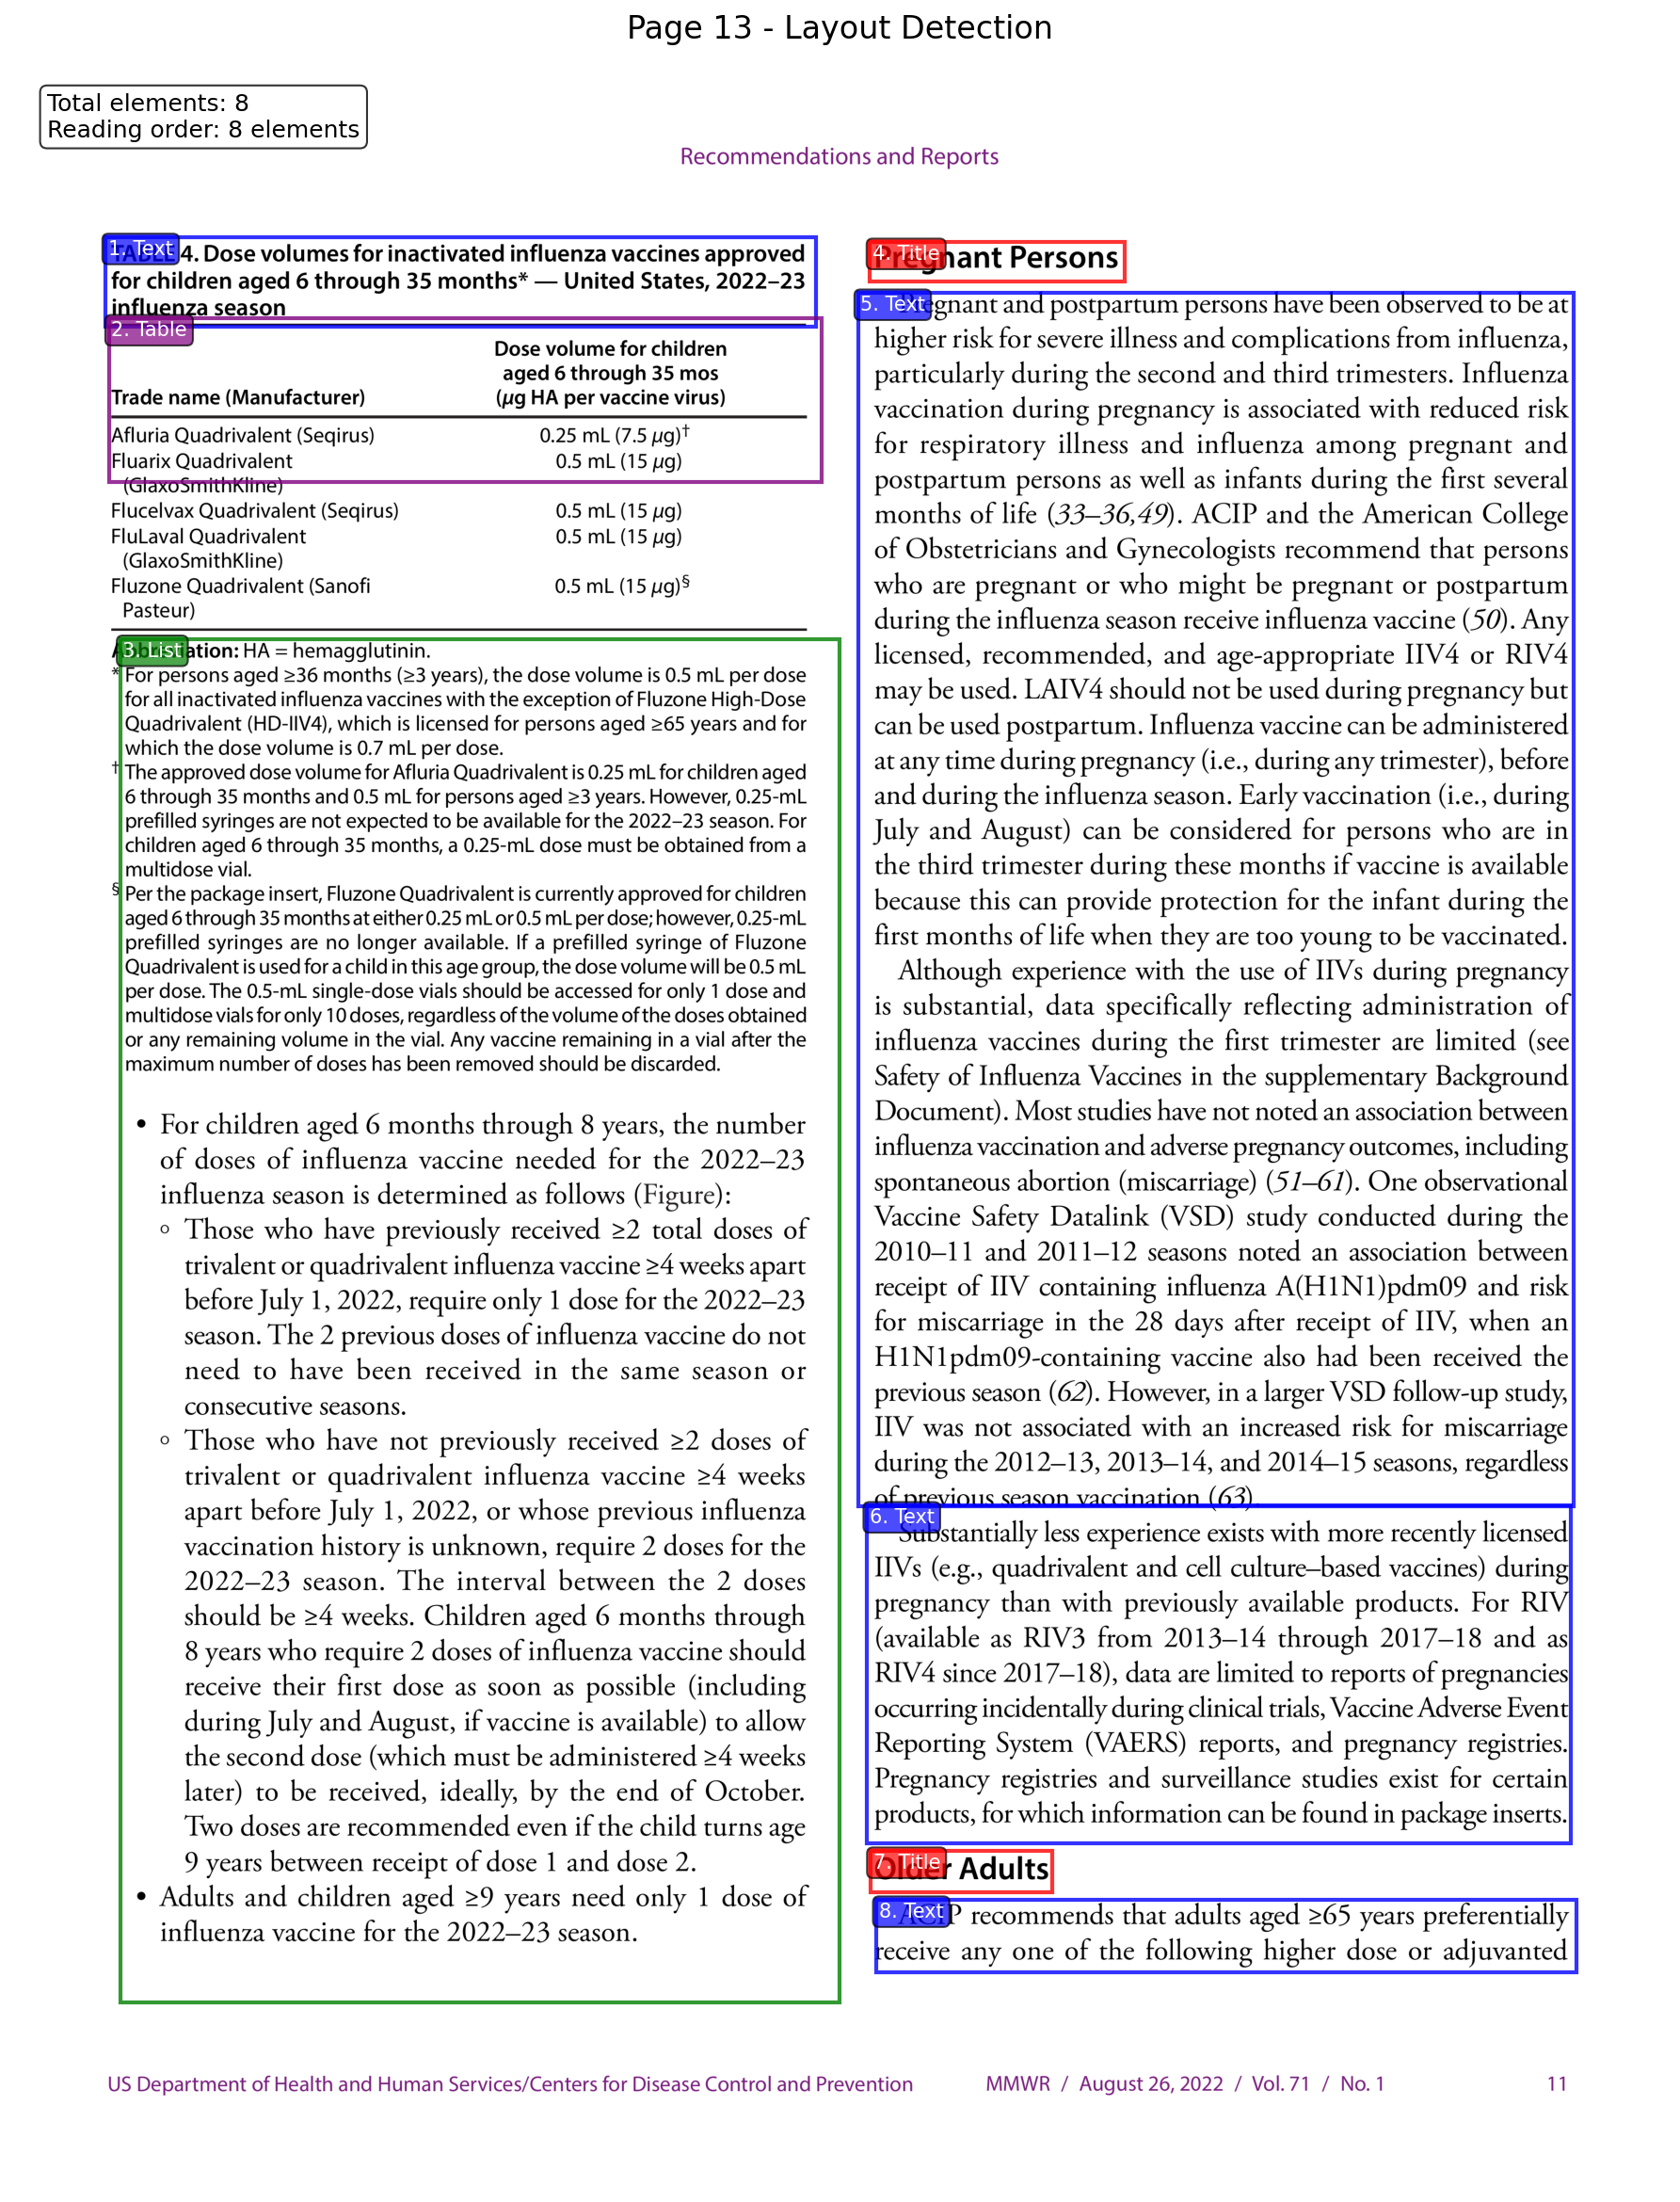 Page 13 - Layout Detection
Total elements: 8
Reading order: 8 elements
Recommendations and Reports
1. Text
TABLE 4. Dose volumes for inactivated influenza vaccines approved
for children aged 6 through 35 months* — United States, 2022–23
influenza season
2. Table
Dose volume for children
aged 6 through 35 mos
Trade name (Manufacturer) (µg HA per vaccine virus)
Afluria Quadrivalent (Seqirus) 0.25 mL (7.5 µg)†
Fluarix Quadrivalent 0.5 mL (15 µg)
(GlaxoSmithKline)
Flucelvax Quadrivalent (Seqirus) 0.5 mL (15 µg)
FluLaval Quadrivalent 0.5 mL (15 µg)
(GlaxoSmithKline)
Fluzone Quadrivalent (Sanofi 0.5 mL (15 µg)§
Pasteur)
3. List
Abbreviation: HA = hemagglutinin.
* For persons aged ≥36 months (≥3 years), the dose volume is 0.5 mL per dose
for all inactivated influenza vaccines with the exception of Fluzone High-Dose
Quadrivalent (HD-IIV4), which is licensed for persons aged ≥65 years and for
which the dose volume is 0.7 mL per dose.
† The approved dose volume for Afluria Quadrivalent is 0.25 mL for children aged
6 through 35 months and 0.5 mL for persons aged ≥3 years. However, 0.25-mL
prefilled syringes are not expected to be available for the 2022–23 season. For
children aged 6 through 35 months, a 0.25-mL dose must be obtained from a
multidose vial.
§ Per the package insert, Fluzone Quadrivalent is currently approved for children
aged 6 through 35 months at either 0.25 mL or 0.5 mL per dose; however, 0.25-mL
prefilled syringes are no longer available. If a prefilled syringe of Fluzone
Quadrivalent is used for a child in this age group, the dose volume will be 0.5 mL
per dose. The 0.5-mL single-dose vials should be accessed for only 1 dose and
multidose vials for only 10 doses, regardless of the volume of the doses obtained
or any remaining volume in the vial. Any vaccine remaining in a vial after the
maximum number of doses has been removed should be discarded.
• For children aged 6 months through 8 years, the number
of doses of influenza vaccine needed for the 2022–23
influenza season is determined as follows (Figure):
◦ Those who have previously received ≥2 total doses of
trivalent or quadrivalent influenza vaccine ≥4 weeks apart
before July 1, 2022, require only 1 dose for the 2022–23
season. The 2 previous doses of influenza vaccine do not
need to have been received in the same season or
consecutive seasons.
◦ Those who have not previously received ≥2 doses of
trivalent or quadrivalent influenza vaccine ≥4 weeks
apart before July 1, 2022, or whose previous influenza
vaccination history is unknown, require 2 doses for the
2022–23 season. The interval between the 2 doses
should be ≥4 weeks. Children aged 6 months through
8 years who require 2 doses of influenza vaccine should
receive their first dose as soon as possible (including
during July and August, if vaccine is available) to allow
the second dose (which must be administered ≥4 weeks
later) to be received, ideally, by the end of October.
Two doses are recommended even if the child turns age
9 years between receipt of dose 1 and dose 2.
• Adults and children aged ≥9 years need only 1 dose of
influenza vaccine for the 2022–23 season.
4. Title
Pregnant Persons
5. Text
Pregnant and postpartum persons have been observed to be at
higher risk for severe illness and complications from influenza,
particularly during the second and third trimesters. Influenza
vaccination during pregnancy is associated with reduced risk
for respiratory illness and influenza among pregnant and
postpartum persons as well as infants during the first several
months of life (33–36,49). ACIP and the American College
of Obstetricians and Gynecologists recommend that persons
who are pregnant or who might be pregnant or postpartum
during the influenza season receive influenza vaccine (50). Any
licensed, recommended, and age-appropriate IIV4 or RIV4
may be used. LAIV4 should not be used during pregnancy but
can be used postpartum. Influenza vaccine can be administered
at any time during pregnancy (i.e., during any trimester), before
and during the influenza season. Early vaccination (i.e., during
July and August) can be considered for persons who are in
the third trimester during these months if vaccine is available
because this can provide protection for the infant during the
first months of life when they are too young to be vaccinated.
Although experience with the use of IIVs during pregnancy
is substantial, data specifically reflecting administration of
influenza vaccines during the first trimester are limited (see
Safety of Influenza Vaccines in the supplementary Background
Document). Most studies have not noted an association between
influenza vaccination and adverse pregnancy outcomes, including
spontaneous abortion (miscarriage) (51–61). One observational
Vaccine Safety Datalink (VSD) study conducted during the
2010–11 and 2011–12 seasons noted an association between
receipt of IIV containing influenza A(H1N1)pdm09 and risk
for miscarriage in the 28 days after receipt of IIV, when an
H1N1pdm09-containing vaccine also had been received the
previous season (62). However, in a larger VSD follow-up study,
IIV was not associated with an increased risk for miscarriage
during the 2012–13, 2013–14, and 2014–15 seasons, regardless
of previous season vaccination (63).
6. Text
Substantially less experience exists with more recently licensed
IIVs (e.g., quadrivalent and cell culture–based vaccines) during
pregnancy than with previously available products. For RIV
(available as RIV3 from 2013–14 through 2017–18 and as
RIV4 since 2017–18), data are limited to reports of pregnancies
occurring incidentally during clinical trials, Vaccine Adverse Event
Reporting System (VAERS) reports, and pregnancy registries.
Pregnancy registries and surveillance studies exist for certain
products, for which information can be found in package inserts.
7. Title
Older Adults
8. Text
ACIP recommends that adults aged ≥65 years preferentially
receive any one of the following higher dose or adjuvanted
US Department of Health and Human Services/Centers for Disease Control and Prevention MMWR / August 26, 2022 / Vol. 71 / No. 1 11